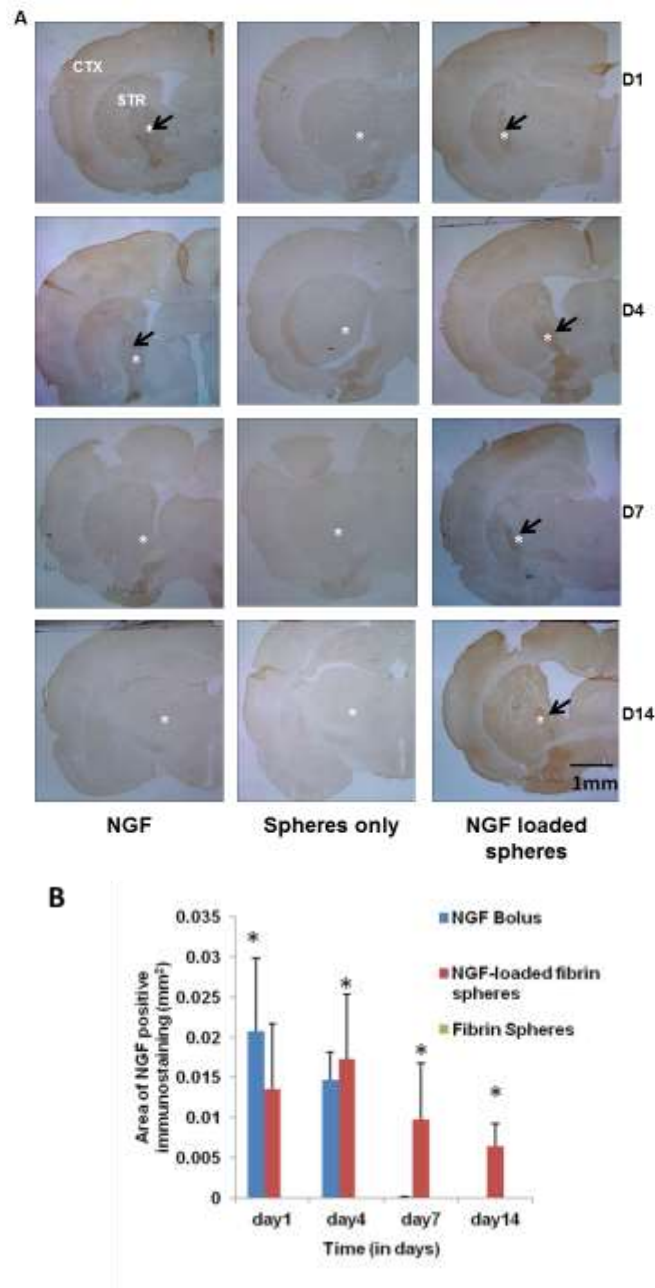 A
CTX
STR
*
*
*
D1
*
*
*
D4
*
*
*
D7
*
*
*
D14
1mm
NGF
Spheres only
NGF loaded
spheres
B
Area of NGF positive
immunostaining (mm²)
0.035
0.03
0.025
0.02
0.015
0.01
0.005
0
*
*
*
*
NGF Bolus
NGF-loaded fibrin
spheres
Fibrin Spheres
day1
day4
day7
day14
Time (in days)